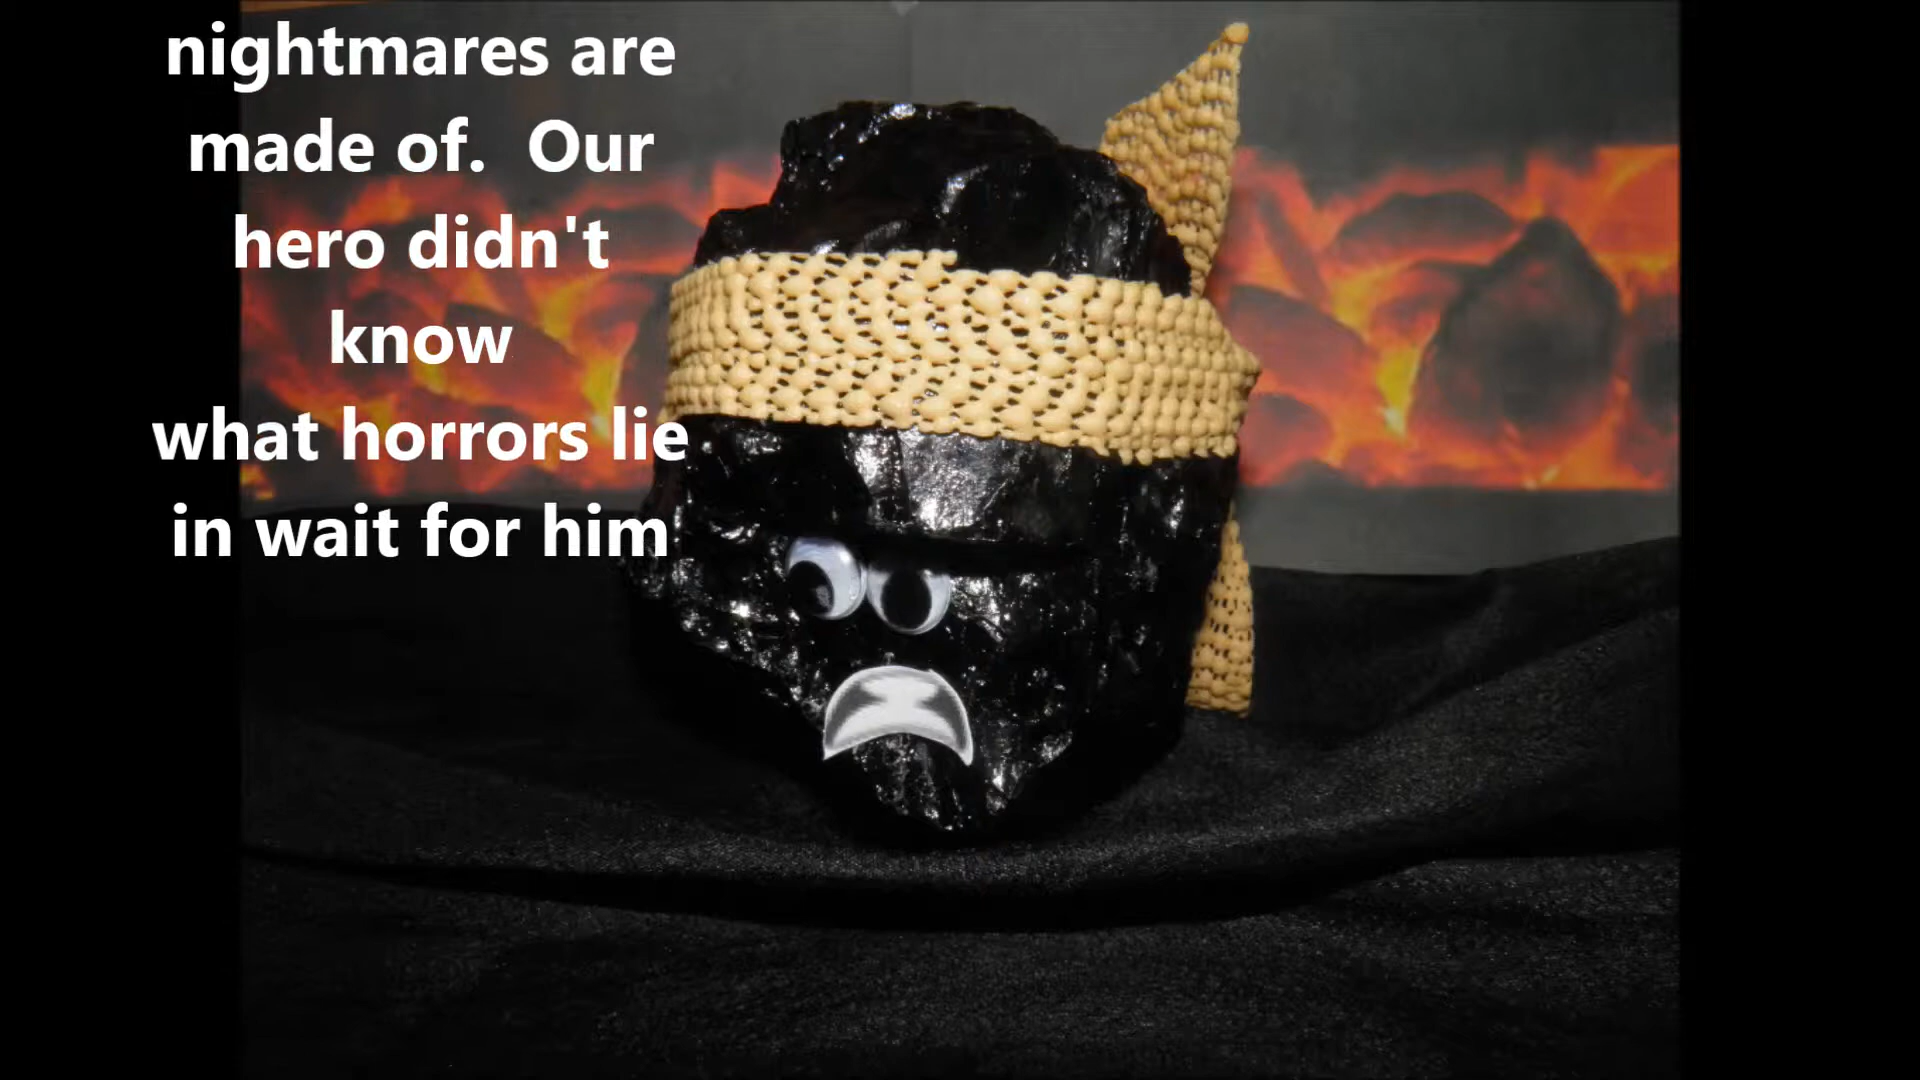 nightmares are
made of.  Our
hero didn't
know
what horrors lie
in wait for him